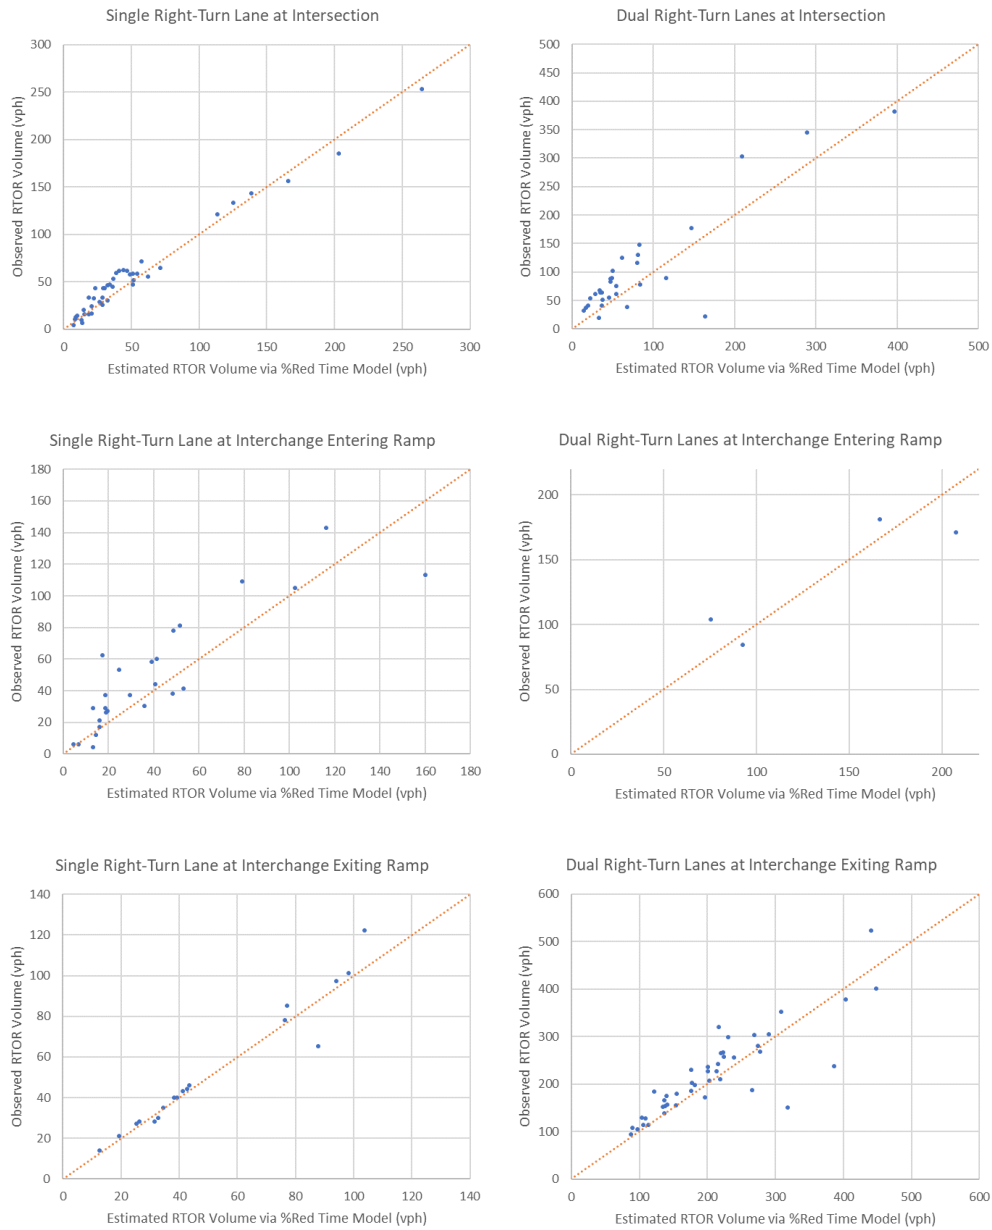 Single Right-Turn Lane at Intersection
Observed RTOR Volume (vph)
300
250
200
150
100
50
0
0 50 100 150 200 250 300
Estimated RTOR Volume via %Red Time Model (vph)
Dual Right-Turn Lanes at Intersection
Observed RTOR Volume (vph)
500
450
400
350
300
250
200
150
100
50
0
0 100 200 300 400 500
Estimated RTOR Volume via %Red Time Model (vph)
Single Right-Turn Lane at Interchange Entering Ramp
Observed RTOR Volume (vph)
180
160
140
120
100
80
60
40
20
0
0 20 40 60 80 100 120 140 160 180
Estimated RTOR Volume via %Red Time Model (vph)
Dual Right-Turn Lanes at Interchange Entering Ramp
Observed RTOR Volume (vph)
200
150
100
50
0
0 50 100 150 200
Estimated RTOR Volume via %Red Time Model (vph)
Single Right-Turn Lane at Interchange Exiting Ramp
Observed RTOR Volume (vph)
140
120
100
80
60
40
20
0
0 20 40 60 80 100 120 140
Estimated RTOR Volume via %Red Time Model (vph)
Dual Right-Turn Lanes at Interchange Exiting Ramp
Observed RTOR Volume (vph)
600
500
400
300
200
100
0
0 100 200 300 400 500 600
Estimated RTOR Volume via %Red Time Model (vph)